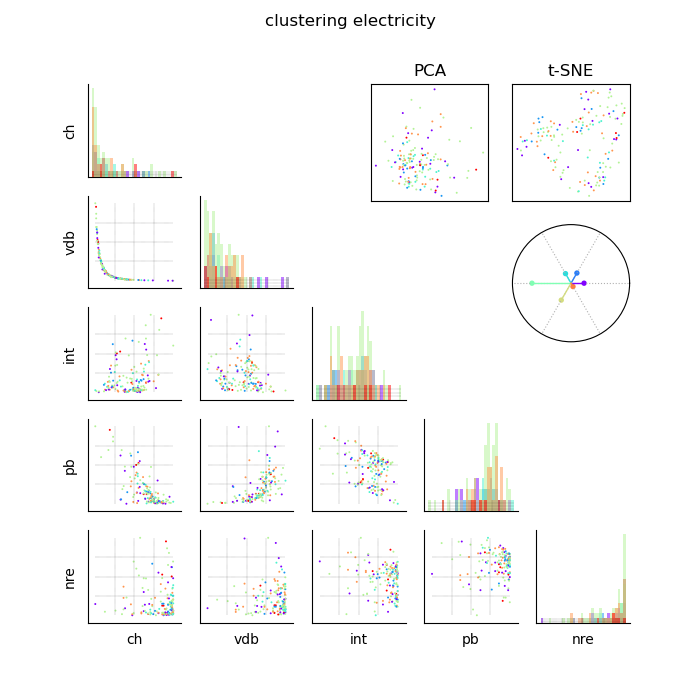 clustering electricity
PCA
t-SNE
ch
vdb
int
pb
nre
ch
vdb
int
pb
nre